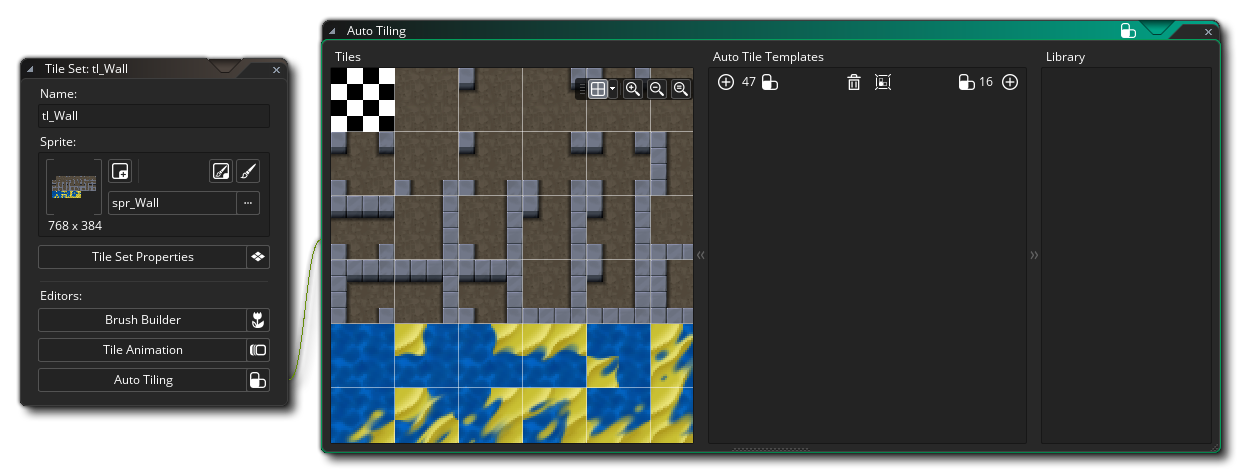 Tile Set: tl_Wall
Name:
tl_Wall
Sprite:
spr_Wall
...
768 x 384
Tile Set Properties
Editors:
Brush Builder
Tile Animation
Auto Tiling
Auto Tiling
Tiles
Auto Tile Templates
47
16
Library